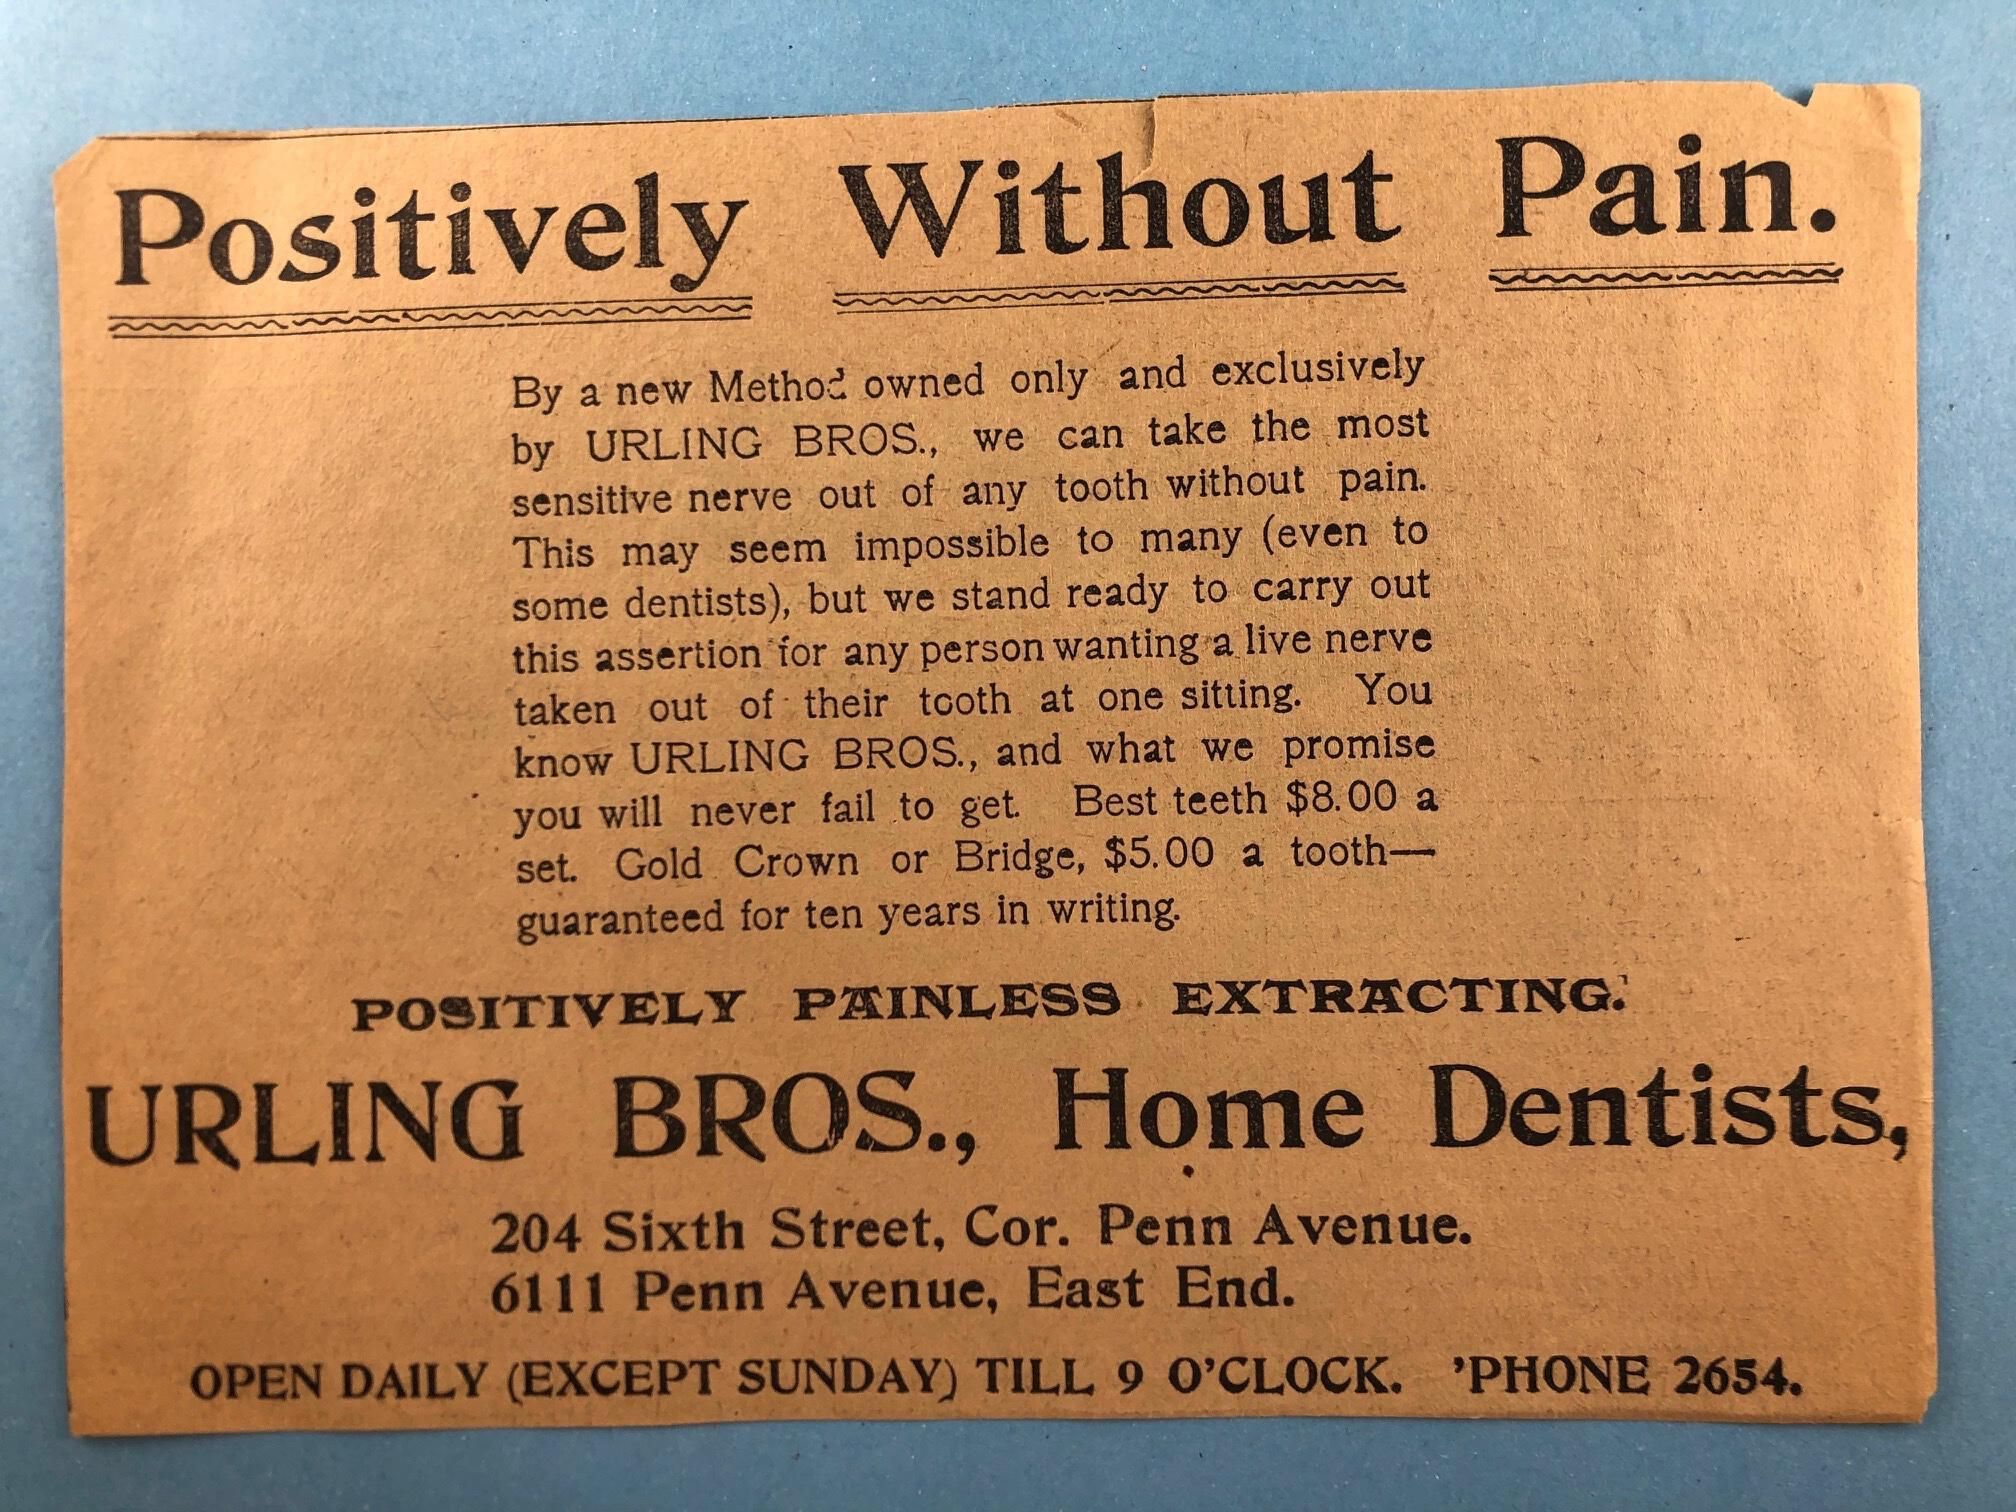 Positively Without Pain.
By a new Method owned only and exclusively
by URLING BROS., we can take the most
sensitive nerve out of any tooth without pain.
This may seem impossible to many (even to
some dentists), but we stand ready to carry out
this assertion for any person wanting a live nerve
taken out of their tooth at one sitting. You
know URLING BROS., and what we promise
you will never fail to get. Best teeth $8.00 a
set. Gold Crown or Bridge, $5.00 a tooth—
guaranteed for ten years in writing.
POSITIVELY PAINLESS EXTRACTING.
URLING BROS., Home Dentists,
204 Sixth Street, Cor. Penn Avenue.
6111 Penn Avenue, East End.
OPEN DAILY (EXCEPT SUNDAY) TILL 9 O'CLOCK. 'PHONE 2654.